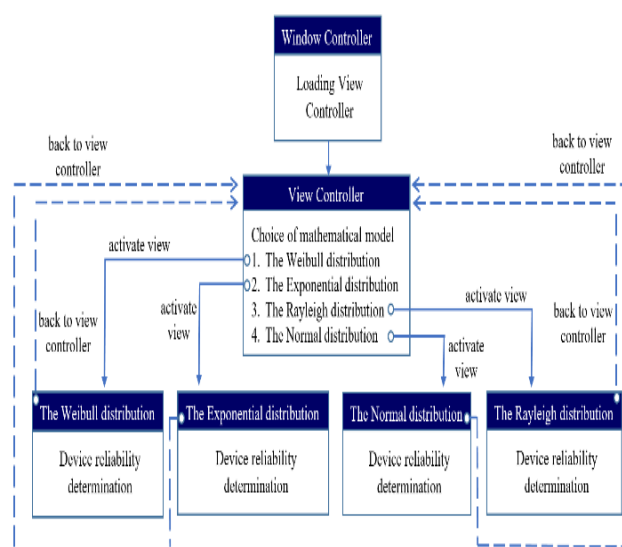 Window Controller
Loading View
Controller
back to view
controller
back to view
controller
View Controller
Choice of mathematical model
1. The Weibull distribution
2. The Exponential distribution
3. The Rayleigh distribution
4. The Normal distribution
activate view
activate
view
back to view
controller
activate view
activate
view
back to view
controller
The Weibull distribution
Device reliability
determination
The Exponential distribution
Device reliability
determination
The Normal distribution
Device reliability
determination
The Rayleigh distribution
Device reliability
determination